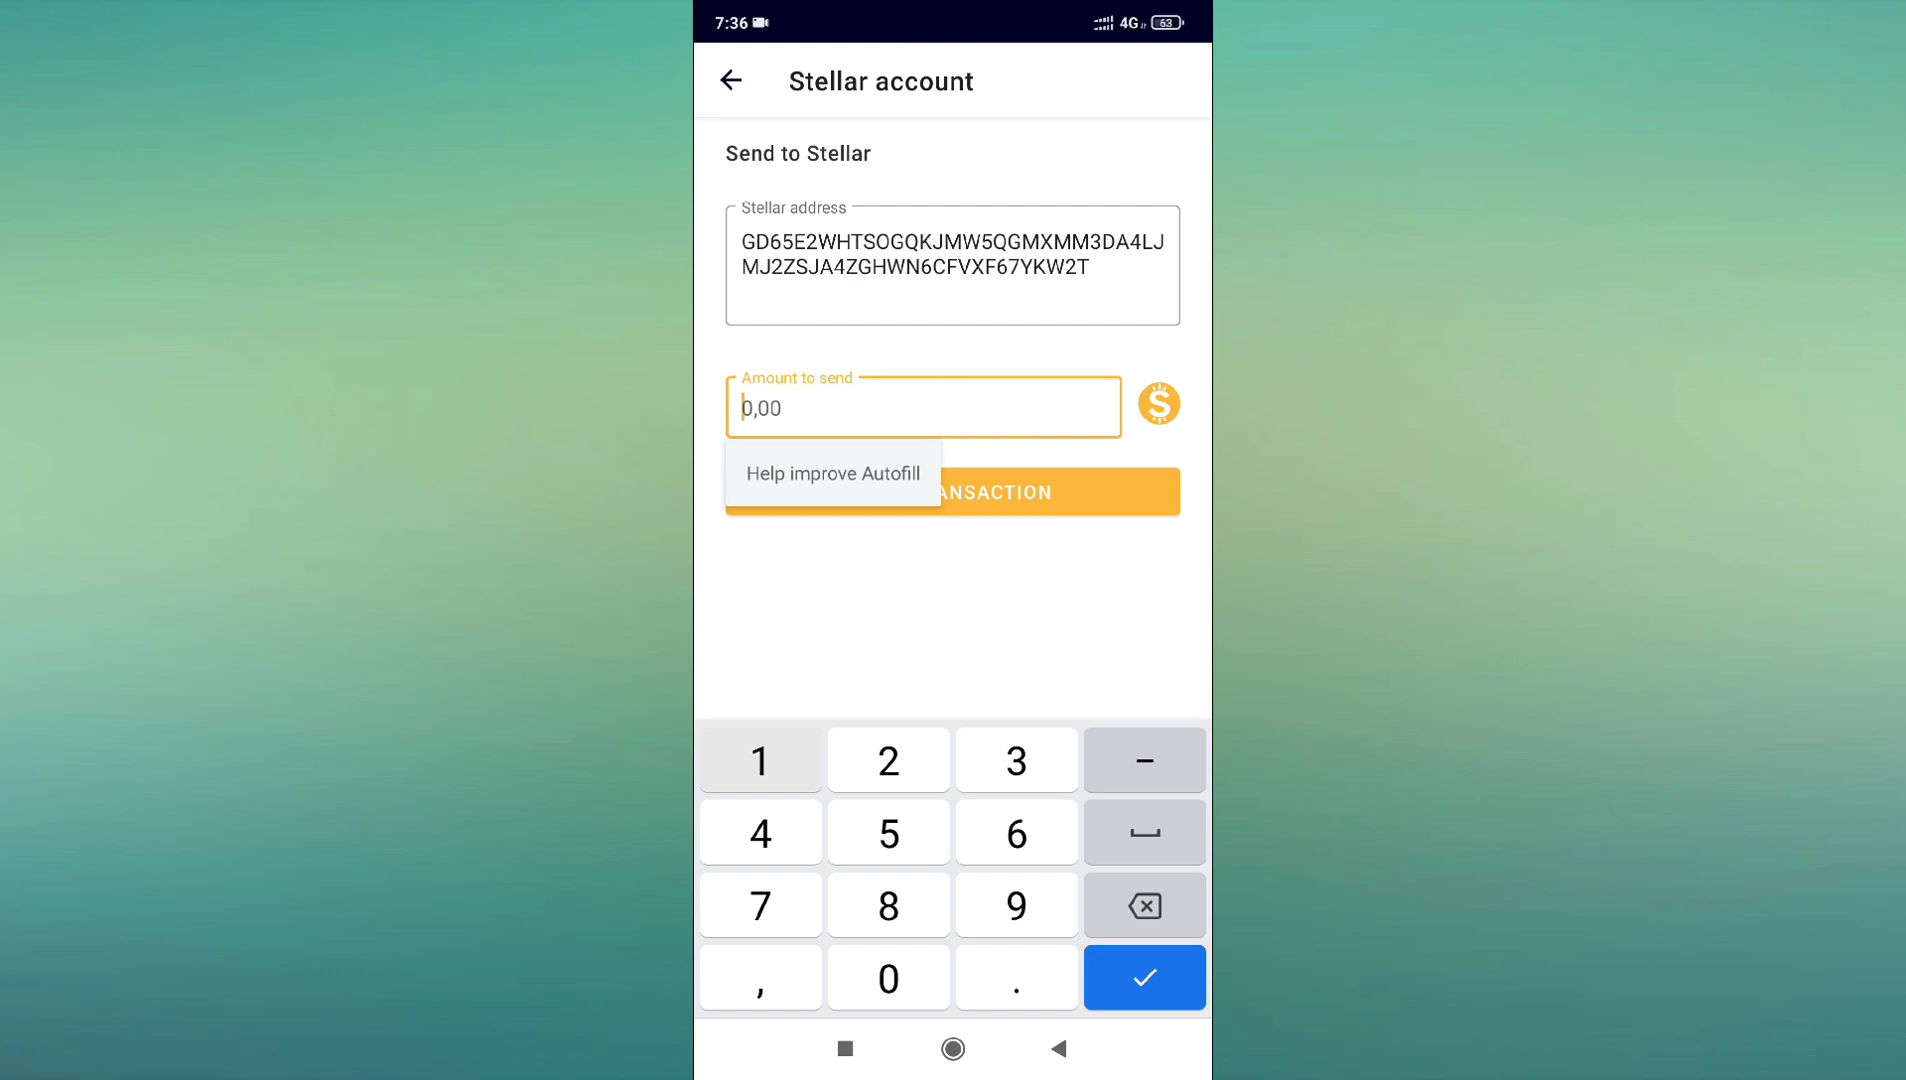 7:36
4G
63
Stellar account
Send to Stellar
Stellar address
GD65E2WHTSOGQKJMW5QGMXMM3DA4LJ
MJ2ZSJA4ZGHWN6CFVXF67YKW2T
Amount to send
0,00
S
Help improve Autofill
ANSACTION
1 2 3 -
4 5 6
7 8 9
, 0 .